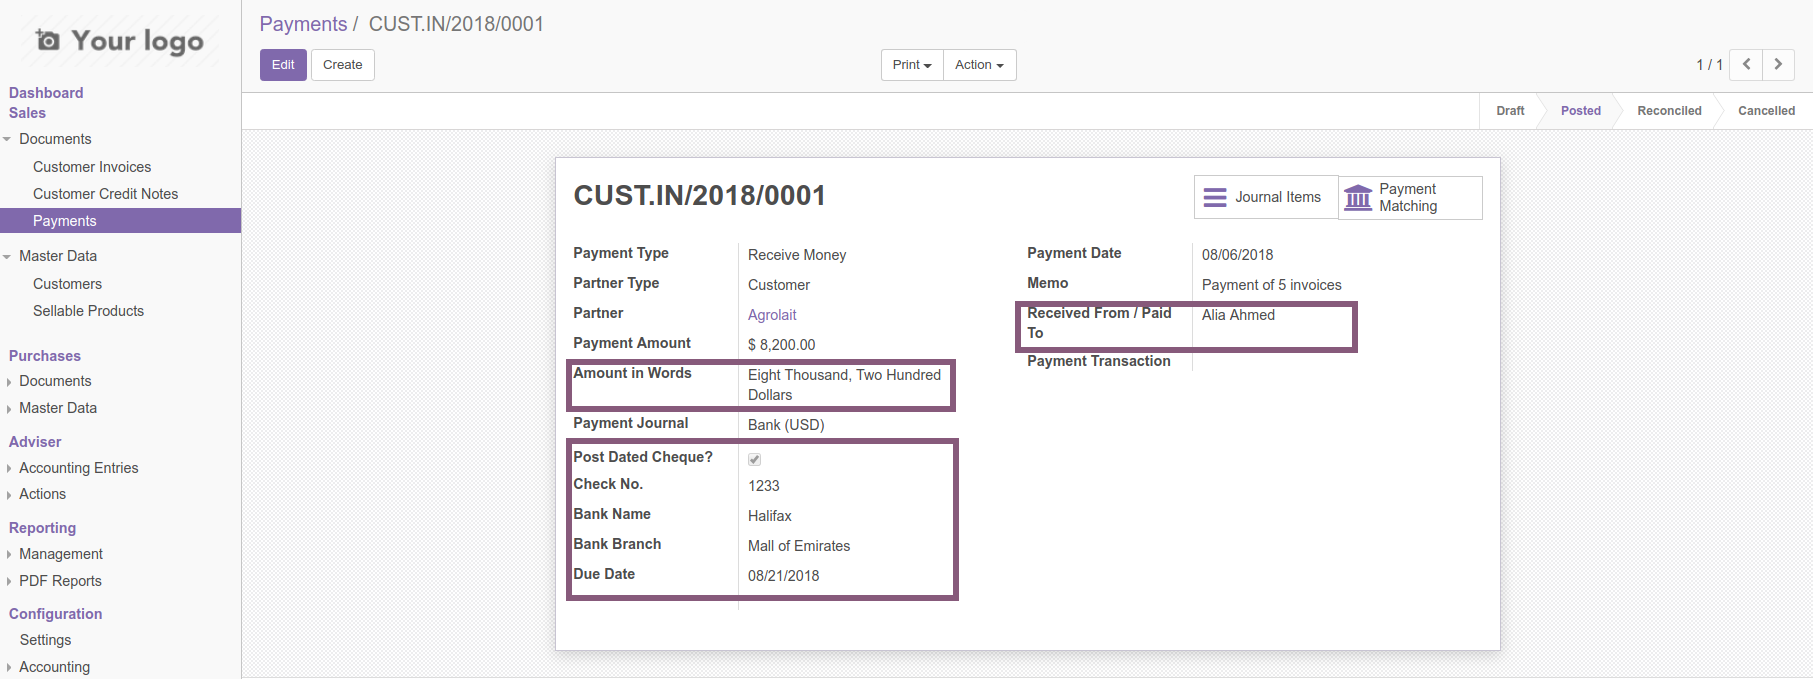 Your logo
Dashboard
Sales
Documents
Customer Invoices
Customer Credit Notes
Payments
Master Data
Customers
Sellable Products
Purchases
Documents
Master Data
Adviser
Accounting Entries
Actions
Reporting
Management
PDF Reports
Configuration
Settings
Accounting
Payments / CUST.IN/2018/0001
Edit Create Print Action 1 / 1
Draft Posted Reconciled Cancelled
CUST.IN/2018/0001
Journal Items
Payment
Matching
Payment Type Receive Money
Partner Type Customer
Partner Agrolait
Payment Amount $ 8,200.00
Amount in Words Eight Thousand, Two Hundred
Dollars
Payment Journal Bank (USD)
Post Dated Cheque?
Check No. 1233
Bank Name Halifax
Bank Branch Mall of Emirates
Due Date 08/21/2018
Payment Date 08/06/2018
Memo Payment of 5 invoices
Received From / Paid Alia Ahmed
To
Payment Transaction